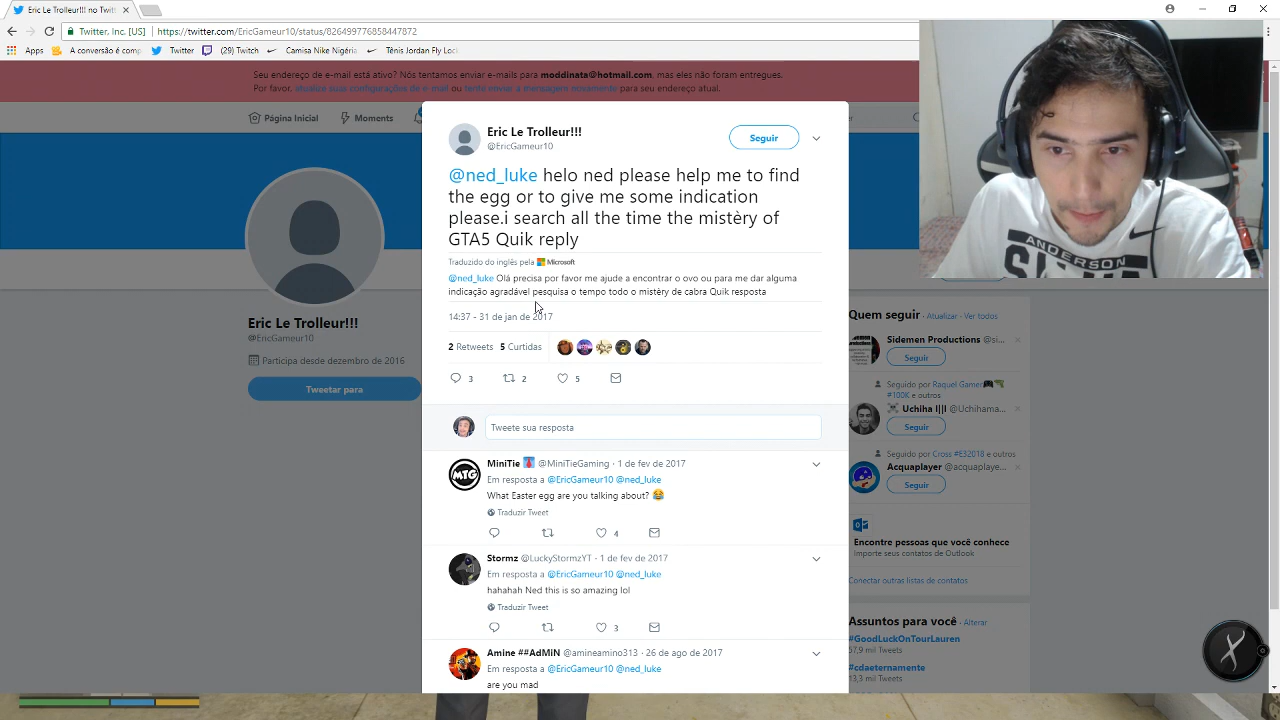 Eric Le Trolleur!!! no Twitt
Twitter, Inc. [US]
https://twitter.com/EricGameur10/status/826499776858447872
A conversão é como
Twitter
(29) Twitch
Camisa Nike Nigéria
Tênis Jordan Fly Loc
Seu endereço de e-mail está ativo? Nós tentamos enviar e-mails para moddinata@hotmail.com, mas eles não foram entregues.
Por favor, atualize suas configurações de e-mail ou tente enviar a mensagem novamente para seu endereço atual.
Página Inicial
Moments
Eric Le Trolleur!!!
@EricGameur10
Participa desde dezembro de 2016
Tweetar para
Eric Le Trolleur!!!
@EricGameur10
Seguir
@ned_luke helo ned please help me to find
the egg or to give me some indication
please.i search all the time the mistèry of
GTA5 Quik reply
Traduzido do inglês pela Microsoft
@ned_luke Olá precisa por favor me ajude a encontrar o ovo ou para me dar alguma
indicação agradável pesquisa o tempo todo o mistèry de cabra Quik resposta
14:37 - 31 de jan de 2017
2 Retweets 5 Curtidas
3
2
5
Tweete sua resposta
MiniTie @MiniTieGaming · 1 de fev de 2017
Em resposta a @EricGameur10 @ned_luke
What Easter egg are you talking about?
Traduzir Tweet
4
Stormz @LuckyStormzYT · 1 de fev de 2017
Em resposta a @EricGameur10 @ned_luke
hahahah Ned this is so amazing lol
Traduzir Tweet
3
Amine ##AdMiN @amineamino313 · 26 de ago de 2017
Em resposta a @EricGameur10 @ned_luke
are you mad
MTG
Quem seguir · Atualizar · Ver todos
Sidemen Productions @si...
Seguir
Seguido por Raquel Gamer
#100K e outros
Uchiha I||I @Uchihama...
Seguir
Seguido por Cross #E32018 e outros
Acquaplayer @acquaplaye...
Seguir
Encontre pessoas que você conhece
Importe seus contatos de Outlook
Conectar outras listas de contatos
Assuntos para você · Alterar
#GoodLuckOnTourLauren
#cdaeternamente
13,3 mil Tweets
ANDERSON